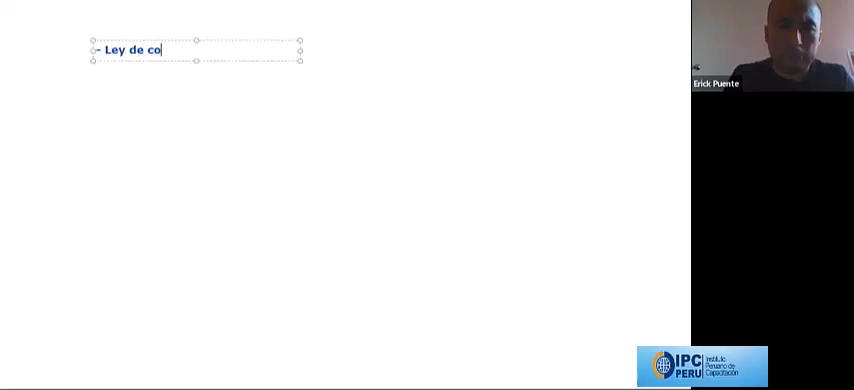 - Ley de co
Erick Puente
IPC
PERU
Instituto
Peruano de
Capacitación